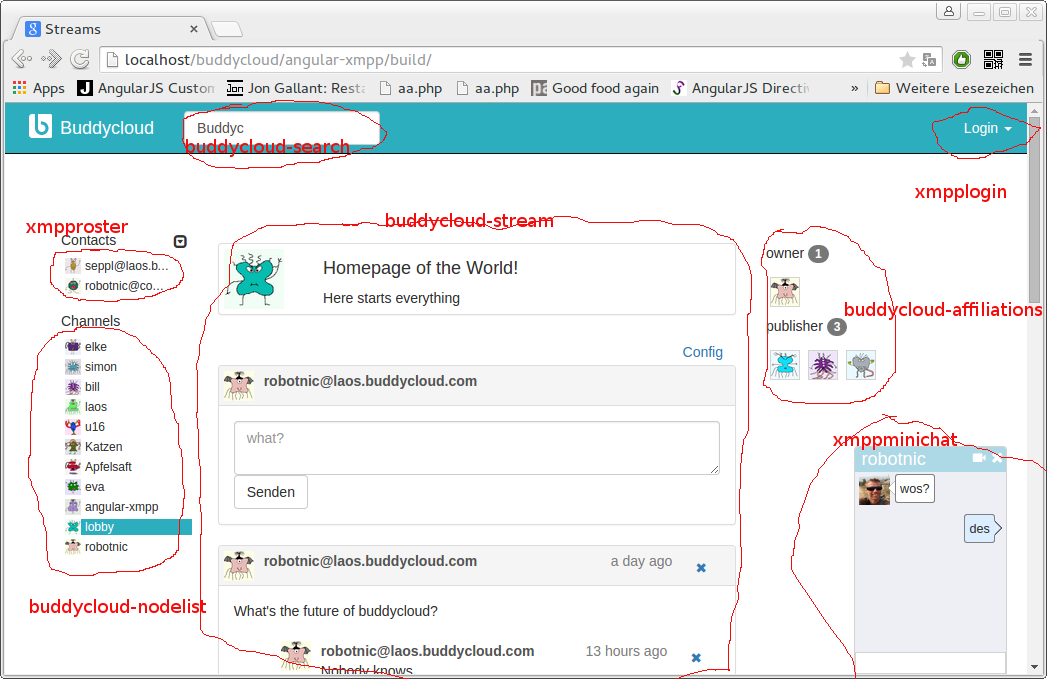 Streams
localhost/buddycloud/angular-xmpp/build/
Apps AngularJS Custom Jon Gallant: Resta aa.php aa.php Good food again AngularJS Directiv » Weitere Lesezeichen
Buddycloud Buddyc Login
buddycloud-search
xmpplogin
xmpproster
Contacts
seppl@laos.b...
robotnic@co...
Channels
elke
simon
bill
laos
u16
Katzen
Apfelsaft
eva
angular-xmpp
lobby
robotnic
buddycloud-nodelist
buddycloud-stream
Homepage of the World!
Here starts everything
Config
robotnic@laos.buddycloud.com
what?
Senden
robotnic@laos.buddycloud.com a day ago
What's the future of buddycloud?
robotnic@laos.buddycloud.com 13 hours ago
Nobody knows
owner 1
buddycloud-affiliations
publisher 3
xmppminichat
robotnic
wos?
des